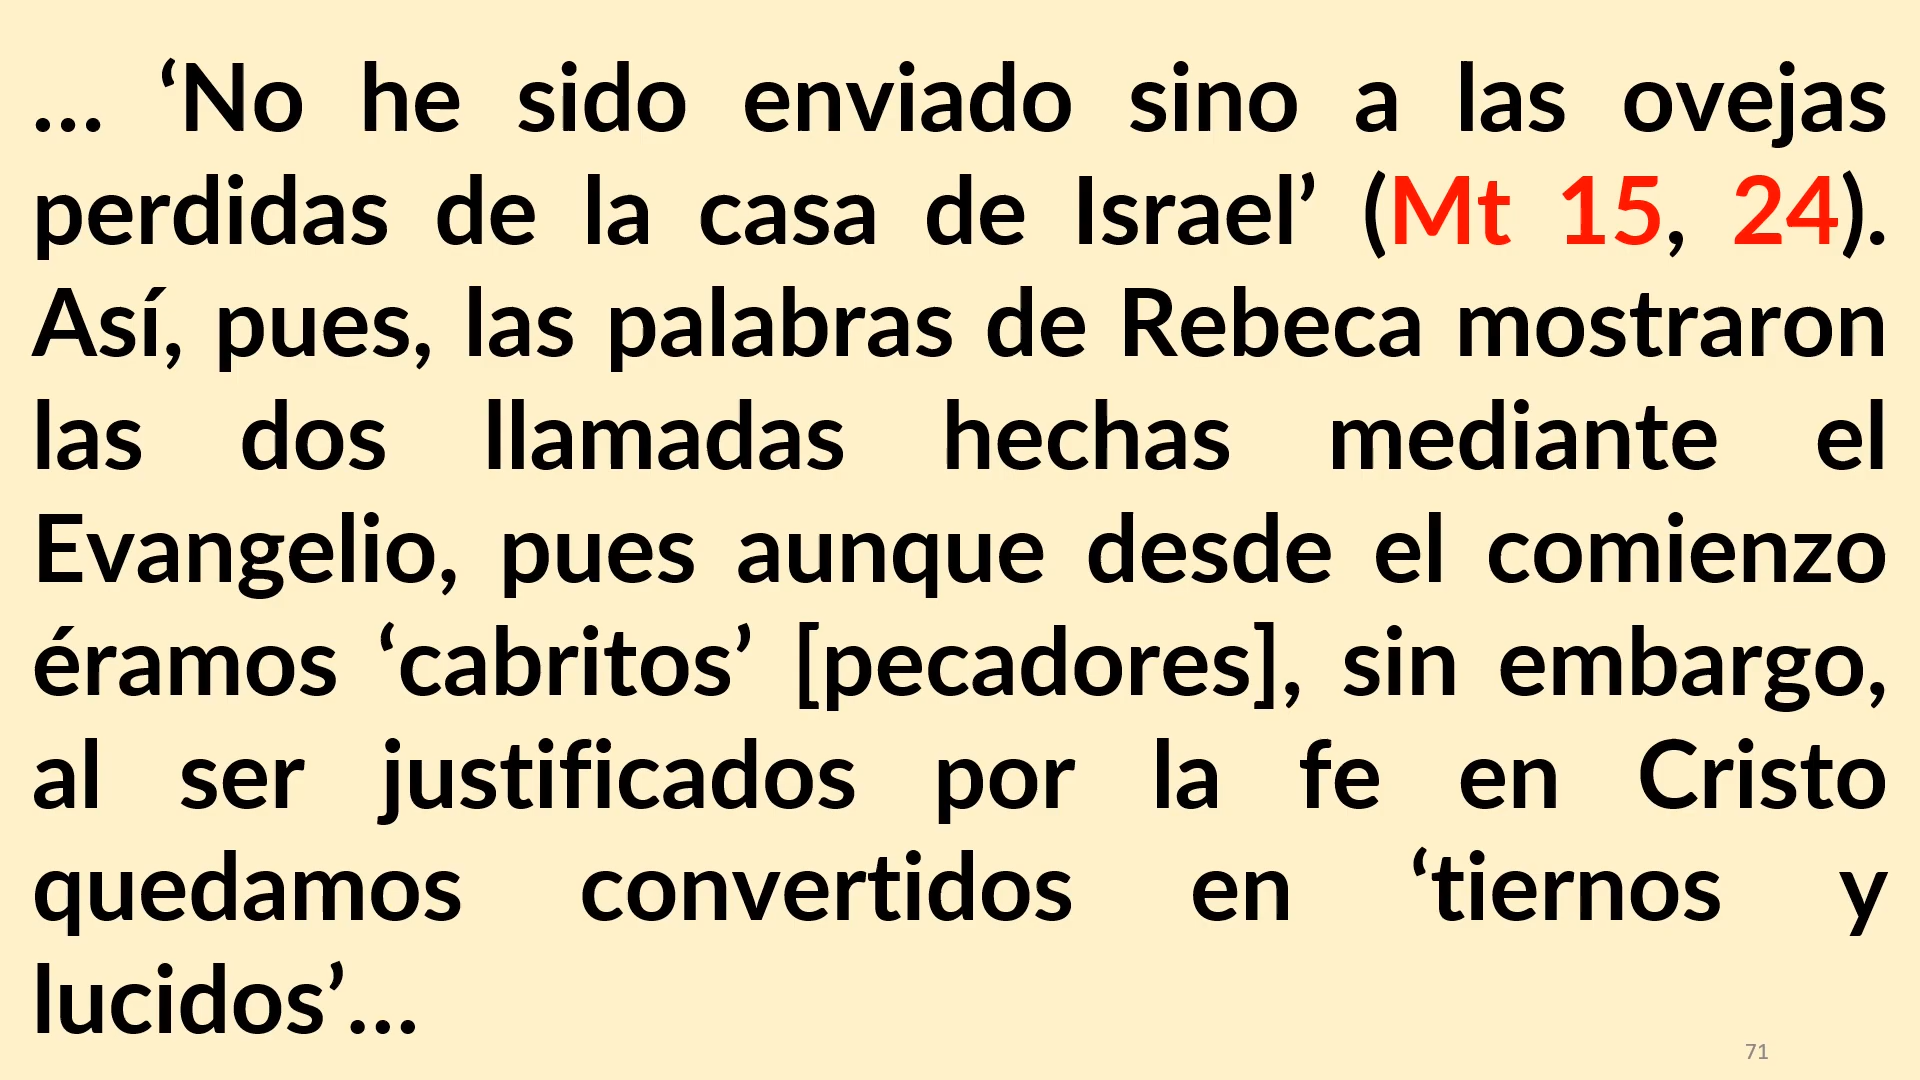 … ‘No he sido enviado sino a las ovejas
perdidas de la casa de Israel’ (Mt 15, 24).
Así, pues, las palabras de Rebeca mostraron
las dos llamadas hechas mediante el
Evangelio, pues aunque desde el comienzo
éramos ‘cabritos’ [pecadores], sin embargo,
al ser justificados por la fe en Cristo
quedamos convertidos en ‘tiernos y
lucidos’…
71